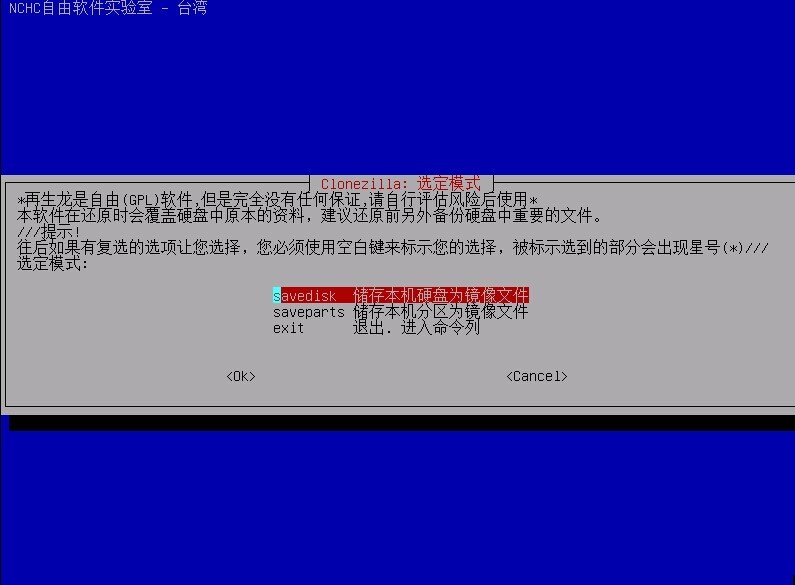 NCHC自由软件实验室 - 台湾
Clonezilla: 选定模式
*再生龙是自由(GPL)软件,但是完全没有任何保证,请自行评估风险后使用*
本软件在还原时会覆盖硬盘中原本的资料，建议还原前另外备份硬盘中重要的文件。
///提示!
往后如果有复选的选项让您选择，您必须使用空白键来标示您的选择，被标示选到的部分会出现星号(*)///
选定模式:
savedisk 储存本机硬盘为镜像文件
saveparts 储存本机分区为镜像文件
exit 退出. 进入命令列
<Ok> <Cancel>